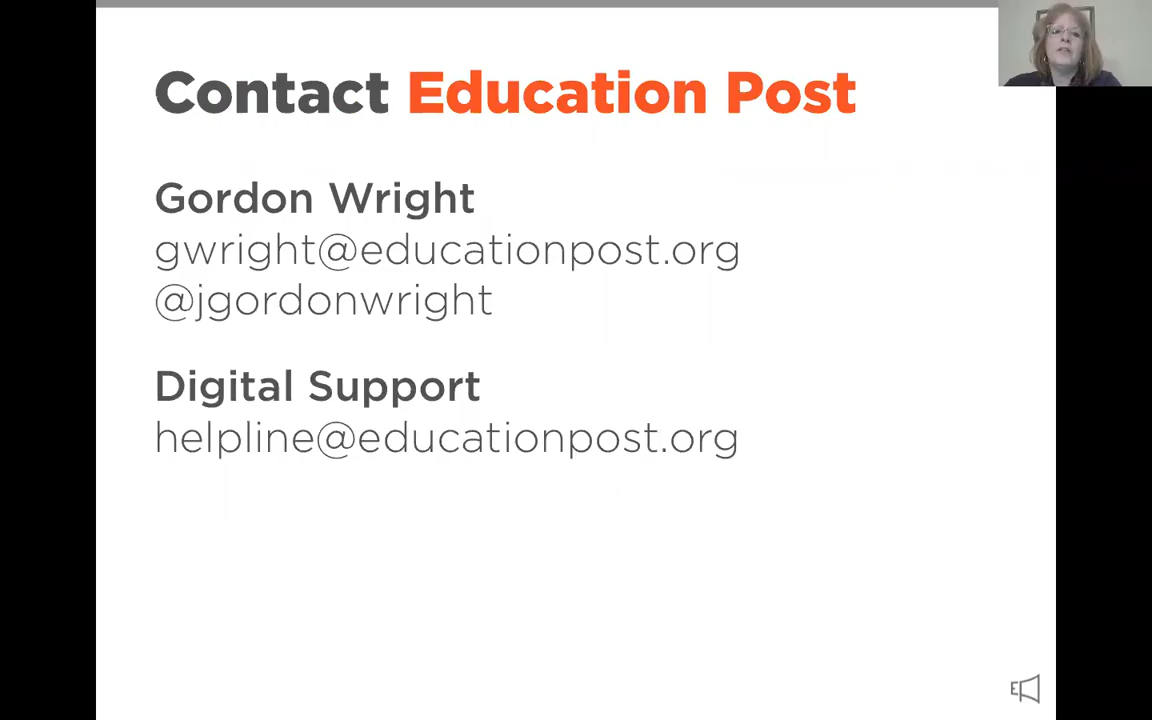 Contact Education Post
Gordon Wright
gwright@educationpost.org
@jgordonwright
Digital Support
helpline@educationpost.org